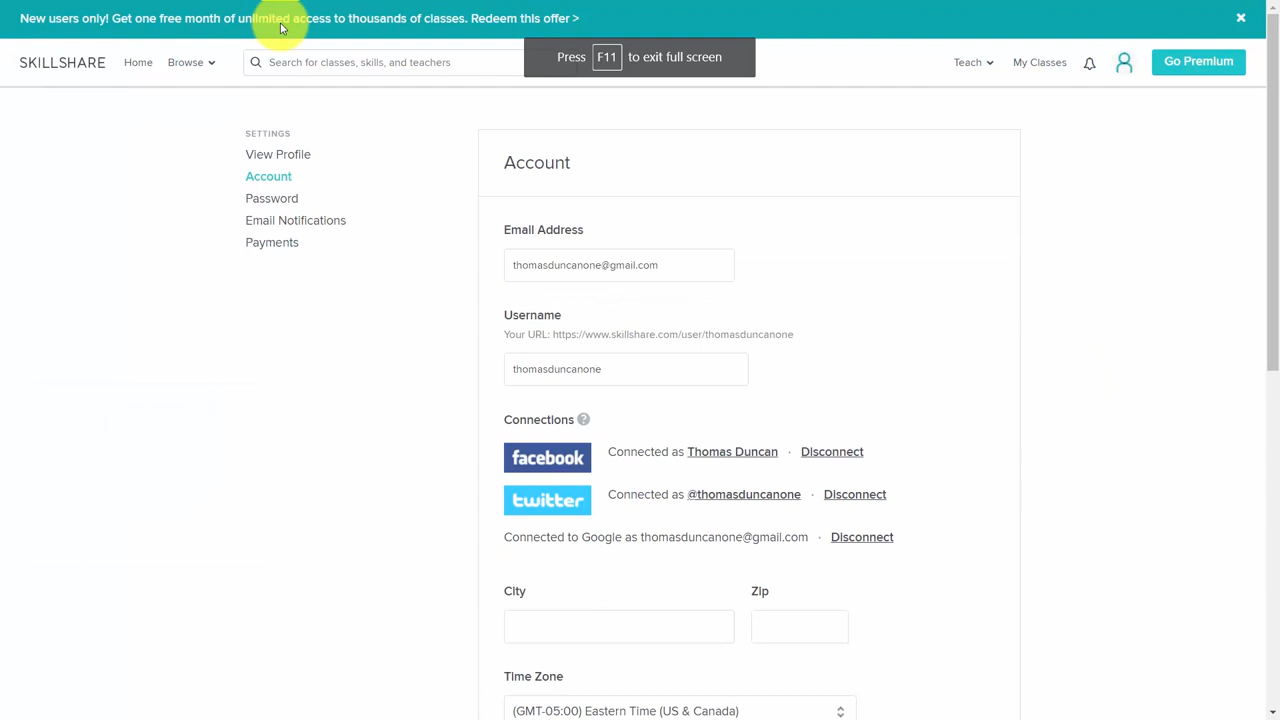 New users only! Get one free month of unlimited access to thousands of classes. Redeem this offer >
Press F11 to exit full screen
SKILLSHARE Home Browse Search for classes, skills, and teachers Teach My Classes Go Premium
SETTINGS
View Profile
Account
Password
Email Notifications
Payments
Account
Email Address
thomasduncanone@gmail.com
Username
Your URL: https://www.skillshare.com/user/thomasduncanone
thomasduncanone
Connections ?
facebook Connected as Thomas Duncan · Disconnect
twitter Connected as @thomasduncanone · Disconnect
Connected to Google as thomasduncanone@gmail.com · Disconnect
City Zip
Time Zone
(GMT-05:00) Eastern Time (US & Canada)